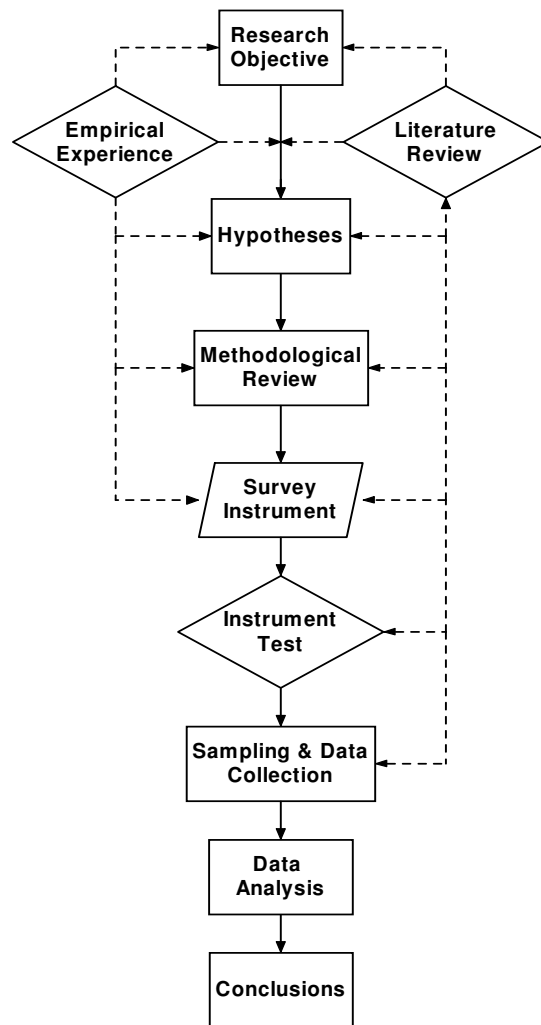 Research
Objective
Empirical
Experience
Literature
Review
Hypotheses
Methodological
Review
Survey
Instrument
Instrument
Test
Sampling & Data
Collection
Data
Analysis
Conclusions